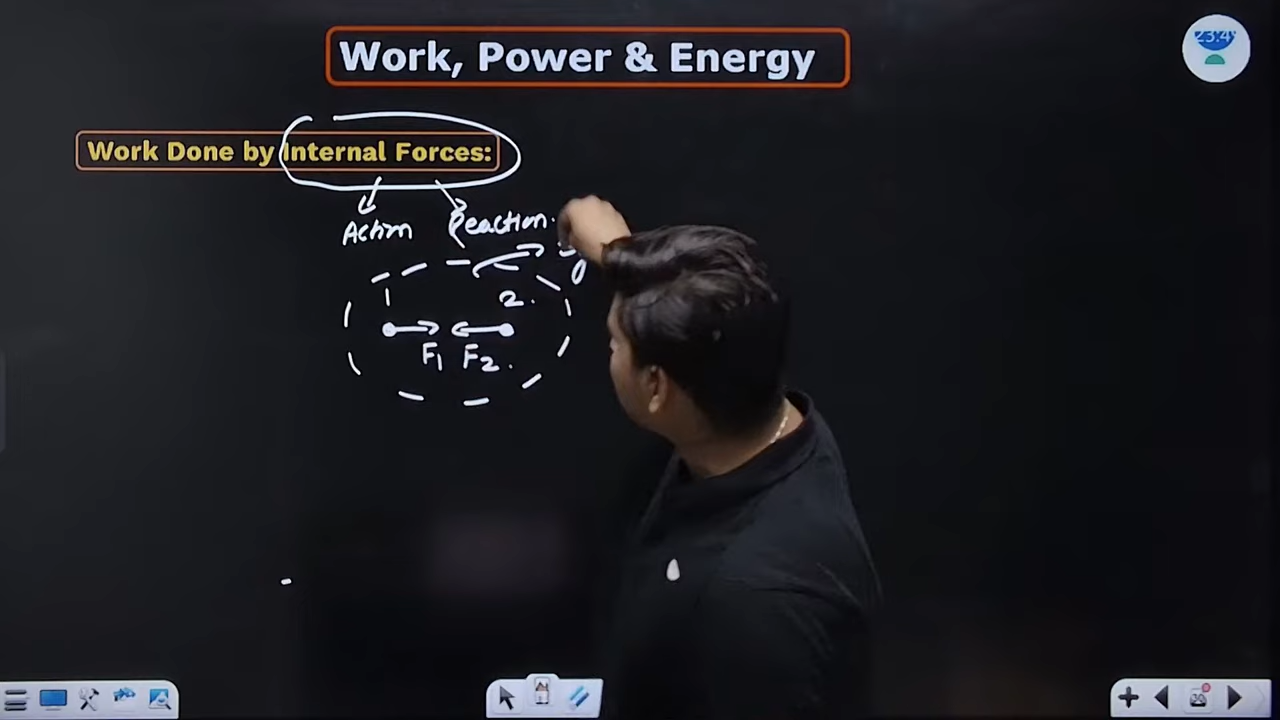 Work, Power & Energy
Work Done by Internal Forces:
Action Reaction.
1 2.
F1 F2.